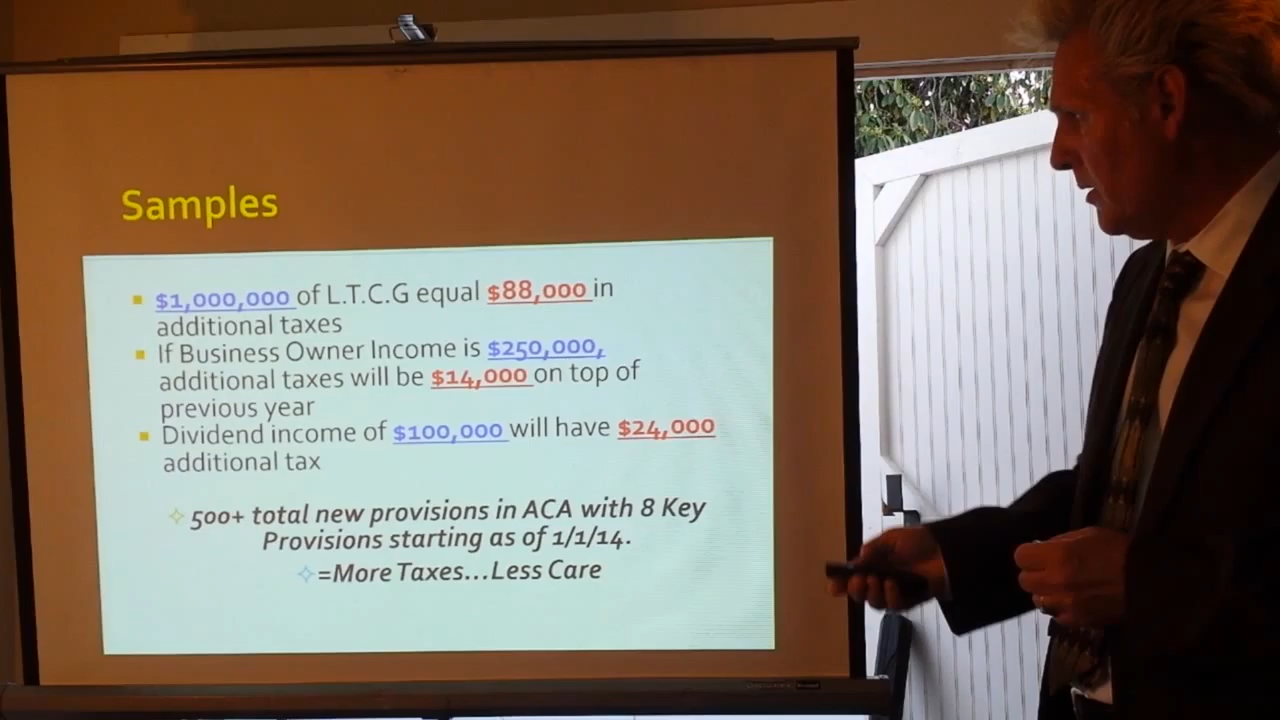 Samples
$1,000,000 of L.T.C.G equal $88,000 in
additional taxes
If Business Owner Income is $250,000,
additional taxes will be $14,000 on top of
previous year
Dividend income of $100,000 will have $24,000
additional tax
500+ total new provisions in ACA with 8 Key
Provisions starting as of 1/1/14.
=More Taxes...Less Care